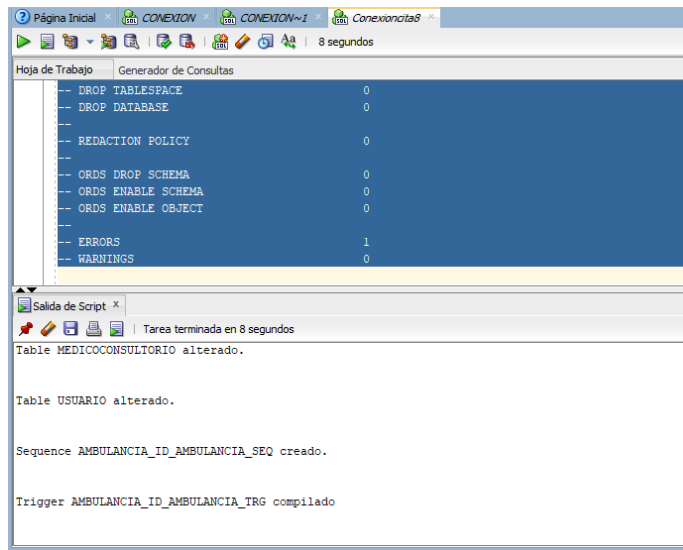 Página Inicial CONEXION CONEXION~1 Conexioncita8
8 segundos
Hoja de Trabajo Generador de Consultas
-- DROP TABLESPACE 0
-- DROP DATABASE 0
--
-- REDACTION POLICY 0
--
-- ORDS DROP SCHEMA 0
-- ORDS ENABLE SCHEMA 0
-- ORDS ENABLE OBJECT 0
--
-- ERRORS 1
-- WARNINGS 0
Salida de Script
Tarea terminada en 8 segundos
Table MEDICOCONSULTORIO alterado.
Table USUARIO alterado.
Sequence AMBULANCIA_ID_AMBULANCIA_SEQ creado.
Trigger AMBULANCIA_ID_AMBULANCIA_TRG compilado